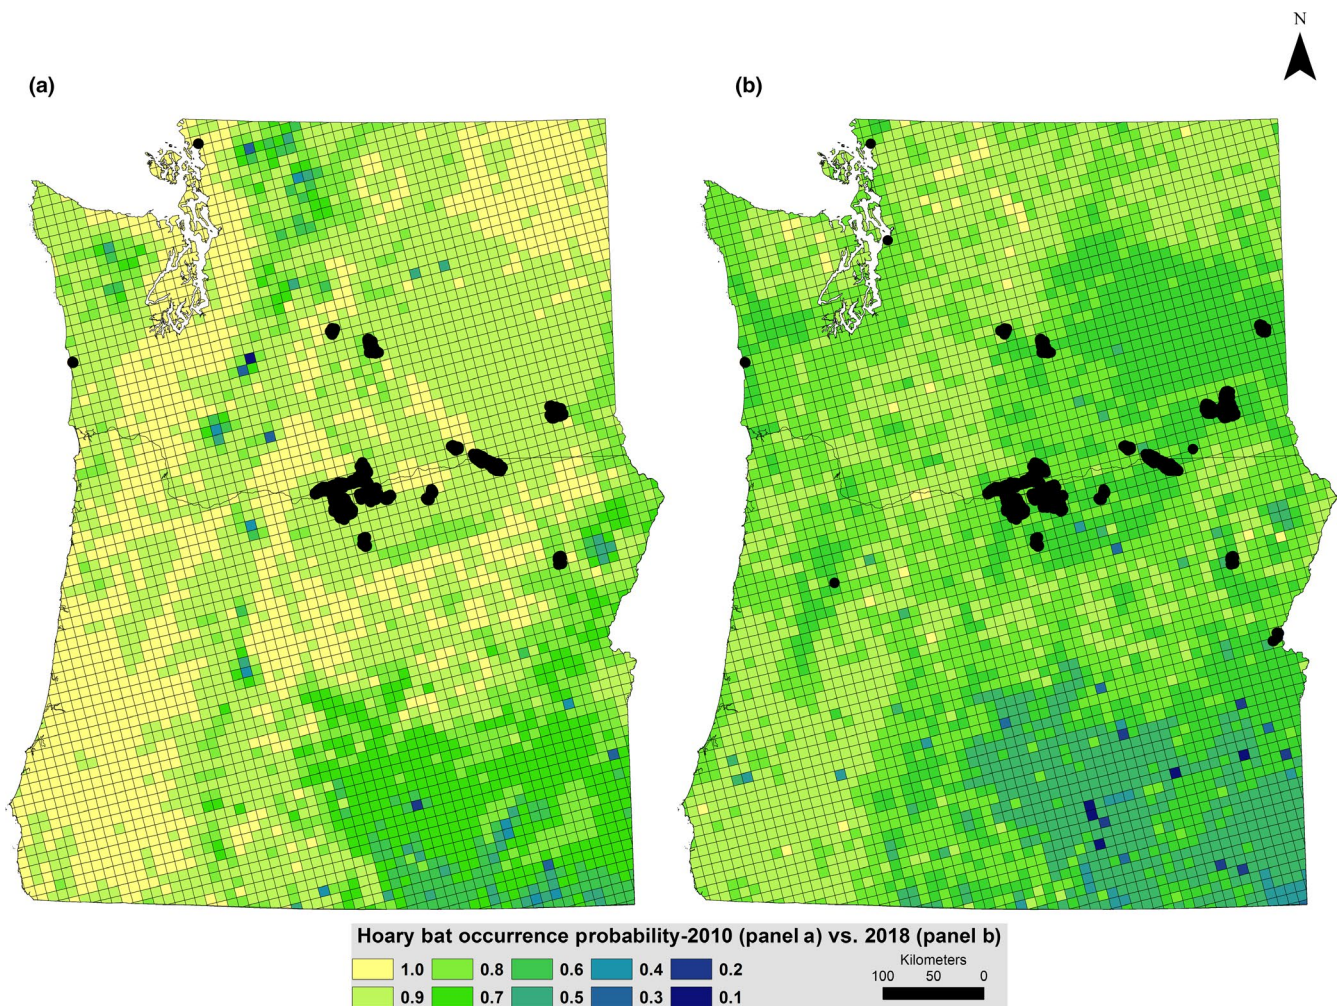 N
(a)
(b)
Hoary bat occurrence probability-2010 (panel a) vs. 2018 (panel b)
1.0 0.8 0.6 0.4 0.2
0.9 0.7 0.5 0.3 0.1
Kilometers
100 50 0